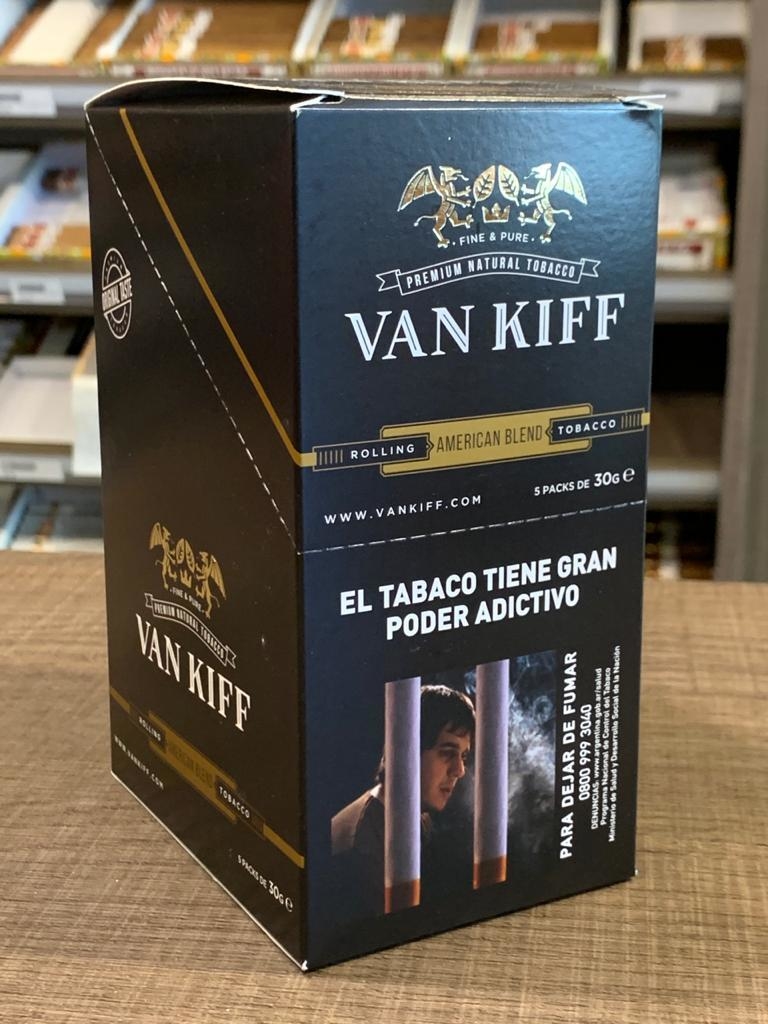 FINE & PURE
PREMIUM NATURAL TOBACCO
VAN KIFF
ROLLING
AMERICAN BLEND
TOBACCO
WWW.VANKIFF.COM
5 PACKS DE 30G e
EL TABACO TIENE GRAN
PODER ADICTIVO
PARA DEJAR DE FUMAR
0800 999 3040
DENUNCIAS: www.argentina.gob.ar/salud
Programa Nacional de Control del Tabaco
Ministerio de Salud y Desarrollo Social de la Nación
ORIGINAL TASTE
FINE & PURE
PREMIUM NATURAL TOBACCO
VAN KIFF
ROLLING
AMERICAN BLEND
TOBACCO
WWW.VANKIFF.COM
5 PACKS DE 30G e